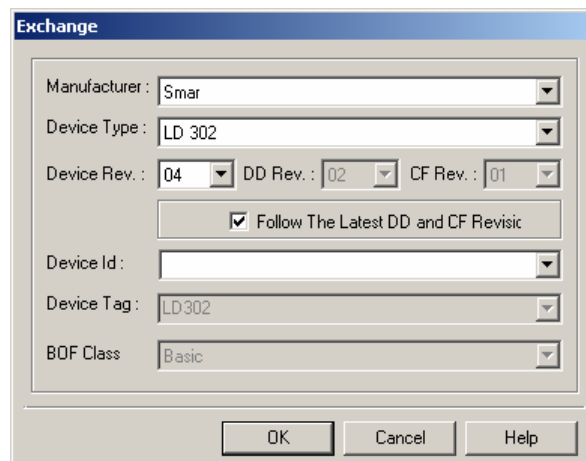 Exchange
Manufacturer : Smar
Device Type : LD 302
Device Rev. : 04 DD Rev. : 02 CF Rev. : 01
Follow The Latest DD and CF Revisic
Device Id :
Device Tag : LD302
BOF Class Basic
OK Cancel Help